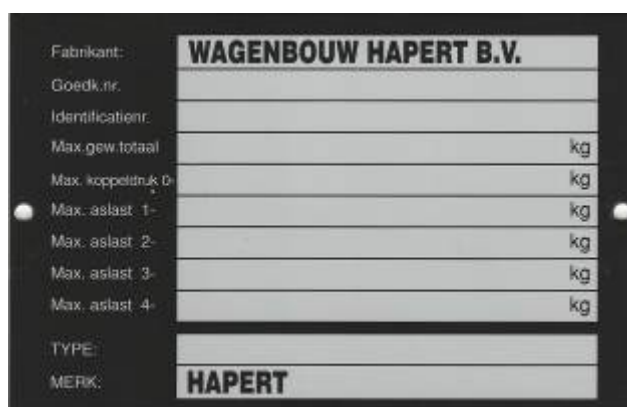 Fabrikant: WAGENBOUW HAPERT B.V.
Goedk.nr.
Identificatienr.
Max.gew.totaal kg
Max. koppeldruk 0- kg
Max. aslast 1- kg
Max. aslast 2- kg
Max. aslast 3- kg
Max. aslast 4- kg
TYPE:
MERK: HAPERT